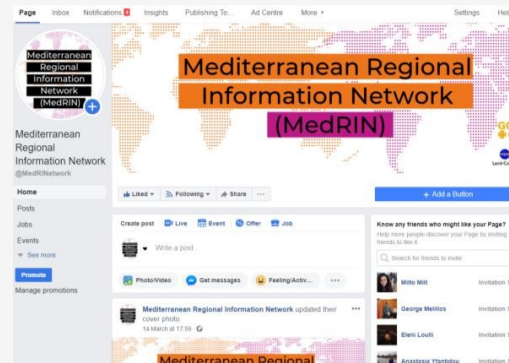 Page Inbox Notifications 8 Insights Publishing To... Ad Centre More Settings
Mediterranean
Regional
Information
Network
(MedRIN)
Mediterranean Regional
Information Network
(MedRIN)
Mediterranean
Regional
Information Network
@MedRINetwork
Home
Posts
Jobs
Events
See more
Promote
Manage promotions
Liked Following Share ...
+ Add a Button
Create post Live Event Offer Job
Write a post...
Photo/Video Get messages Feeling/Activ... ...
Know any friends who might like your Page?
Help more people discover your Page by inviting
friends to like it
Search for friends to invite
Mitto Mitt
George Melillos
Eleni Loulli
Anastasia Yfantidou
Mediterranean Regional Information Network updated their ...
cover photo.
14 March at 17:59
Mediterranean Regional